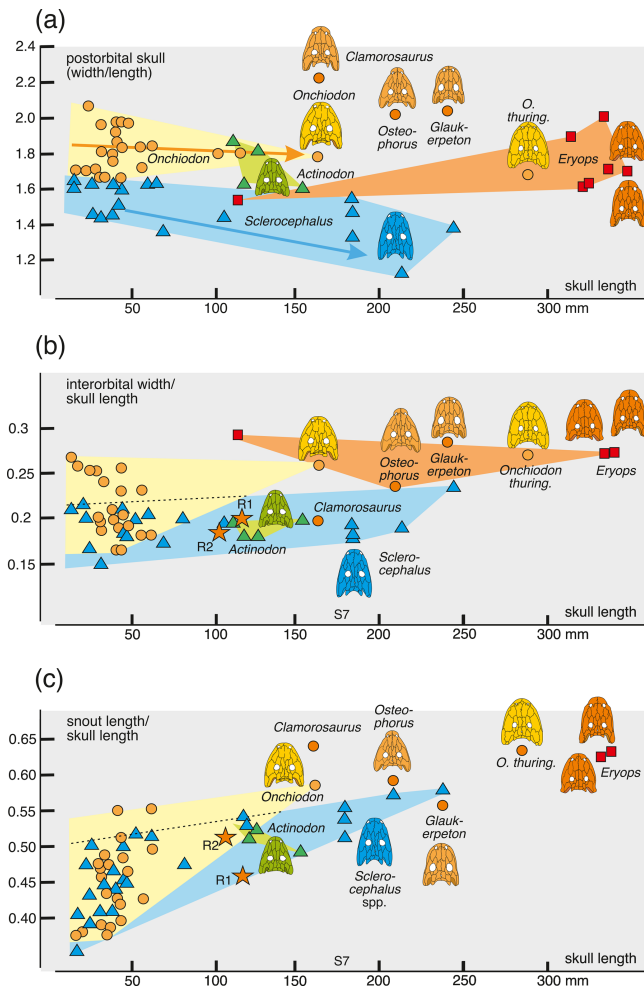 (a)
2.4
postorbital skull
(width/length)
Clamorosaurus
2.2
Onchiodon
O.
thuring.
2.0
Osteo-
phorus
Glauk-
erpeton
1.8
Onchiodon
Actinodon
Eryops
1.6
1.4
Sclerocephalus
1.2
skull length
50
100
150
200
250
300 mm
(b)
interorbital width/
skull length
0.3
Osteo-
phorus
Glauk-
erpeton
0.25
Onchiodon
thuring.
Eryops
R1
Clamorosaurus
0.2
R2
Actinodon
Sclero-
cephalus
0.15
S7
skull length
50
100
150
200
250
300 mm
(c)
snout length/
skull length
Osteo-
phorus
Clamorosaurus
0.65
O. thuring.
Eryops
0.60
Onchiodon
0.55
Actinodon
Glauk-
erpeton
0.50
R2
Sclero-
cephalus
spp.
0.45
R1
0.40
S7
skull length
50
100
150
200
250
300 mm